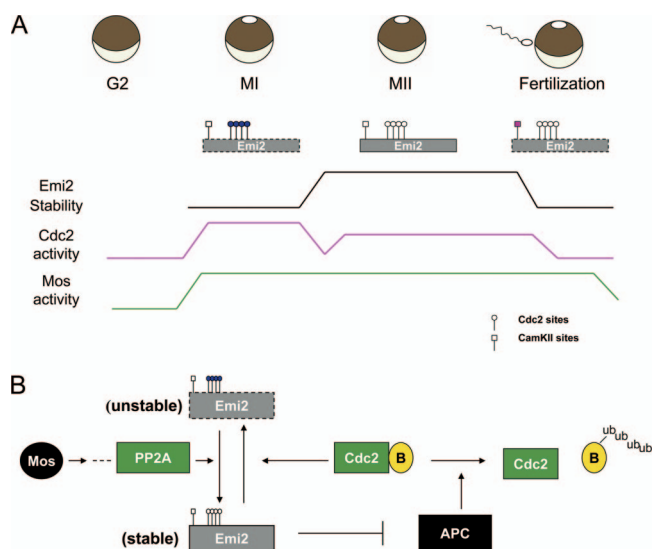 A
G2 MI MII Fertilization
Emi2 Emi2 Emi2
Emi2
Stability
Cdc2
activity
Mos
activity
Cdc2 sites
CamKII sites
B
(unstable) Emi2
Mos PP2A Cdc2 B Cdc2 B ub ub ub ub
(stable) Emi2 APC